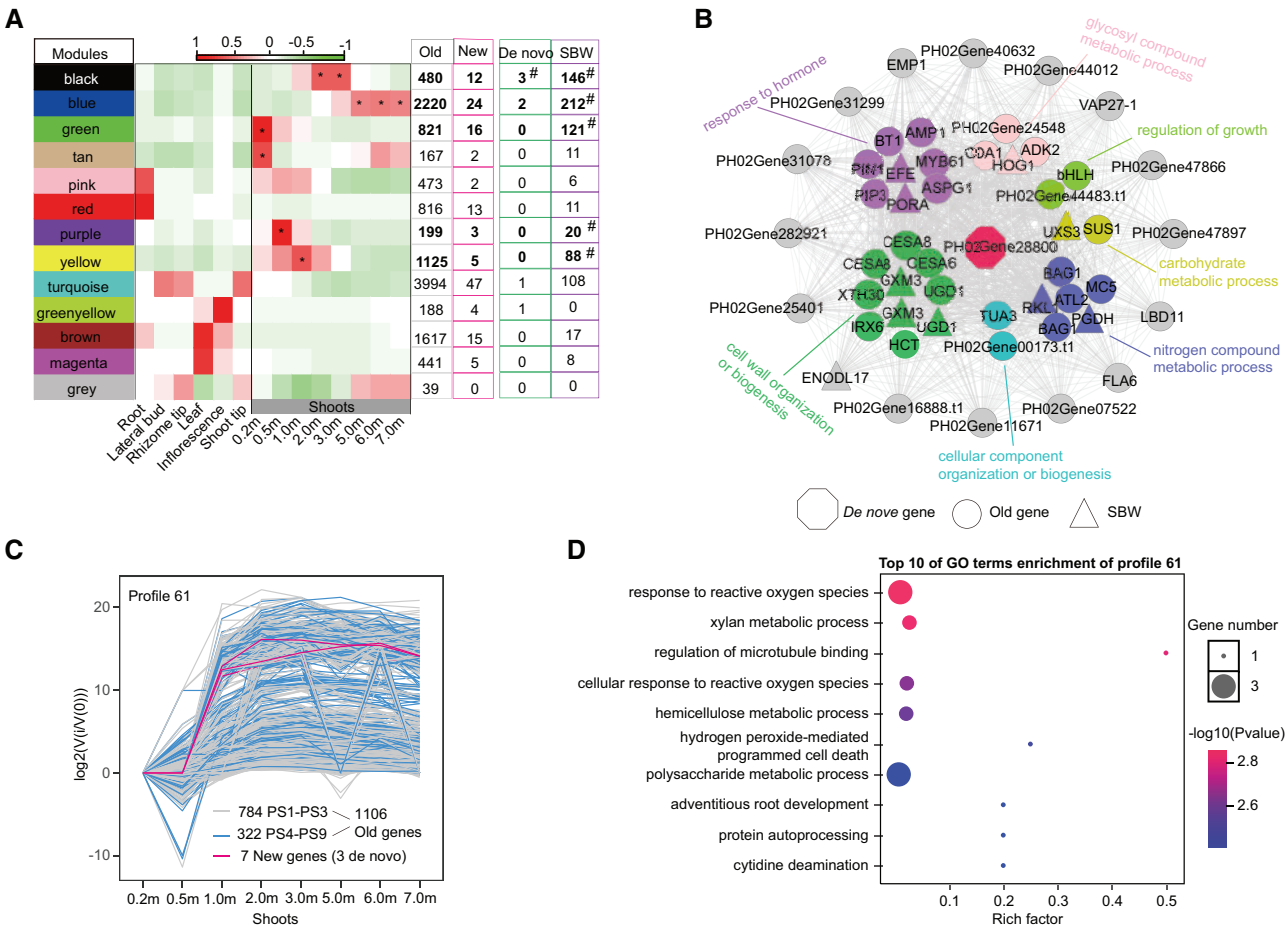 A
1 0.5 0 -0.5 -1
Modules Old New De novo SBW
black 480 12 3 # 146 #
blue 2220 24 2 212 #
green 821 16 0 121 #
tan 167 2 0 11
pink 473 2 0 6
red 816 13 0 11
purple 199 3 0 20 #
yellow 1125 5 0 88 #
turquoise 3994 47 1 108
greenyellow 188 4 1 0
brown 1617 15 0 17
magenta 441 5 0 8
grey 39 0 0 0
* *
* * *
*
*
*
*
Root
Lateral bud
Rhizome tip
Leaf
Inflorescence
Shoot tip
Shoots
0.2m
0.5m
1.0m
2.0m
3.0m
5.0m
6.0m
7.0m
B
glycosyl compound
metabolic process
response to hormone
regulation of growth
carbohydrate
metabolic process
nitrogen compound
metabolic process
cellular component
organization or biogenesis
cell wall organization
or biogenesis
PH02Gene40632
EMP1
PH02Gene44012
PH02Gene31299
VAP27-1
PH02Gene31078
PH02Gene47866
PH02Gene282921
PH02Gene47897
PH02Gene25401
LBD11
ENODL17
FLA6
PH02Gene16888.t1
PH02Gene07522
PH02Gene11671
BT1
AMP1
PIN1
EFE
MYB61
PIP3
PORA
ASPG1
PH02Gene24548
CDA1
ADK2
HOG1
bHLH
PH02Gene44483.t1
UXS3
SUS1
PH02Gene28800
CESA8
CESA8
CESA6
GXM3
XTH30
UGD1
GXM3
IRX6
UGD1
HCT
BAG1
MC5
RKL1
ATL2
PGDH
BAG1
TUA3
PH02Gene00173.t1
De nove gene
Old gene
SBW
C
Profile 61
log2(V(i/V(0)))
20
10
0
-10
784 PS1-PS3
322 PS4-PS9
1106
Old genes
7 New genes (3 de novo)
0.2m 0.5m 1.0m 2.0m 3.0m 5.0m 6.0m 7.0m
Shoots
D
Top 10 of GO terms enrichment of profile 61
response to reactive oxygen species
xylan metabolic process
regulation of microtubule binding
cellular response to reactive oxygen species
hemicellulose metabolic process
hydrogen peroxide-mediated
programmed cell death
polysaccharide metabolic process
adventitious root development
protein autoprocessing
cytidine deamination
0.1 0.2 0.3 0.4 0.5
Rich factor
Gene number
1
3
-log10(Pvalue)
2.8
2.6